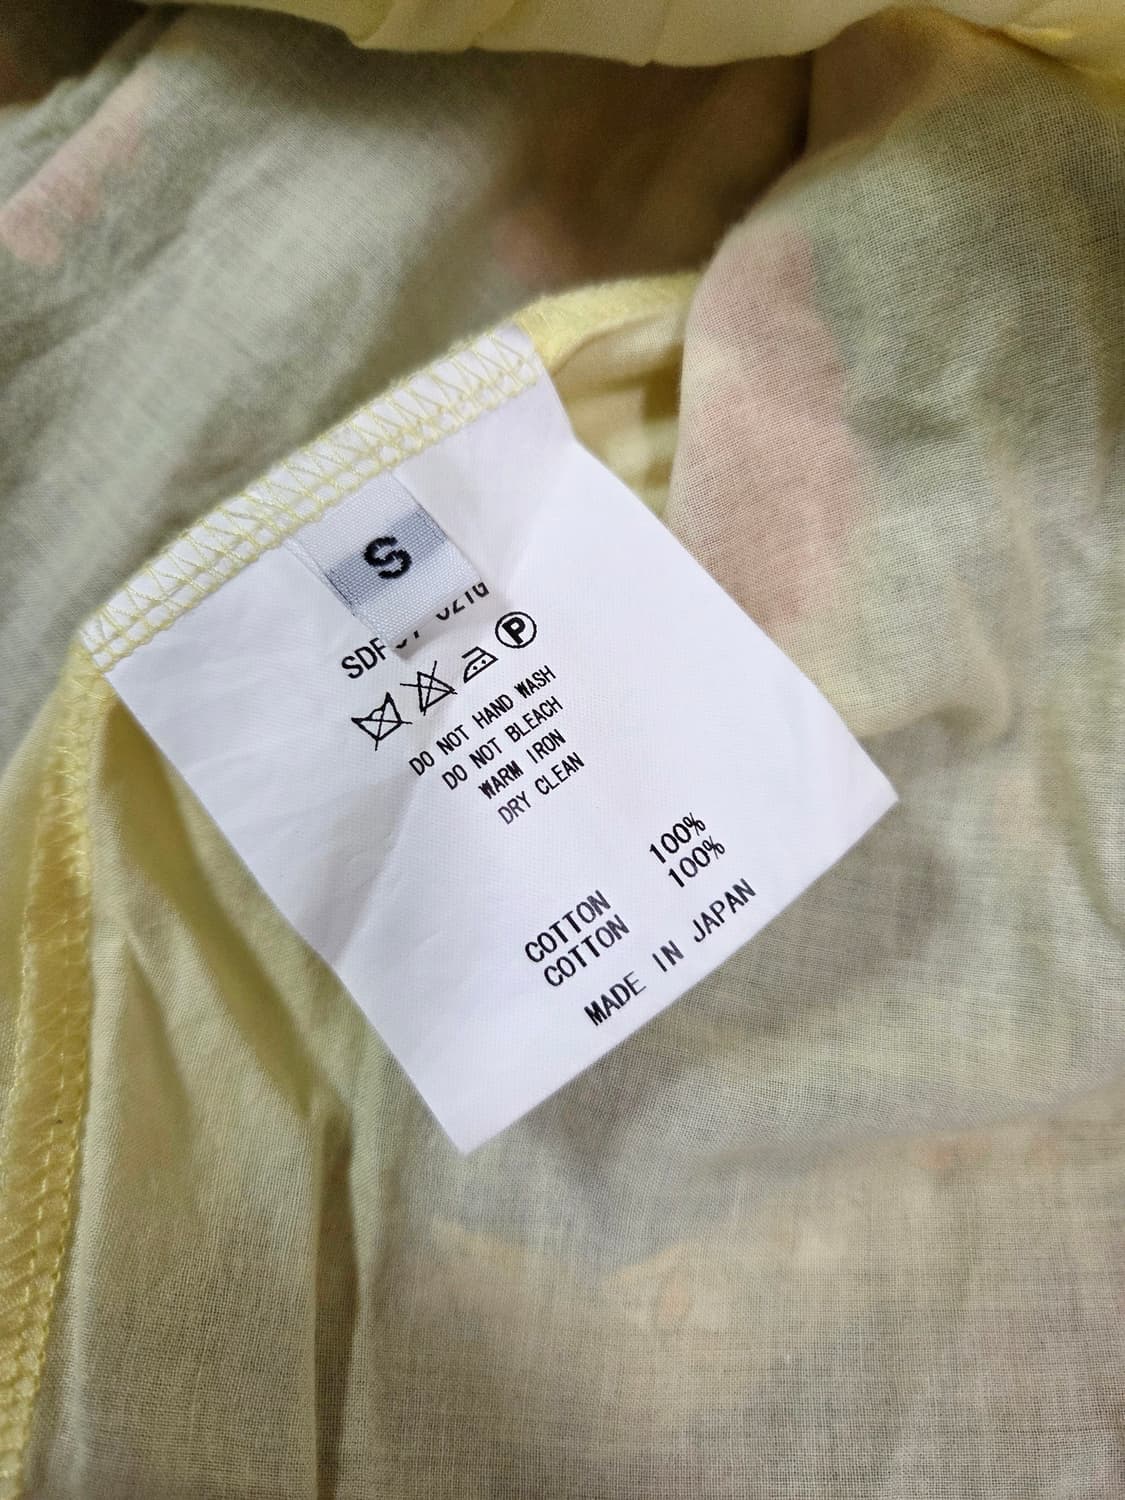 S
DO NOT HAND WASH
DO NOT BLEACH
WARM IRON
DRY CLEAN
P
COTTON 100%
COTTON 100%
MADE IN JAPAN